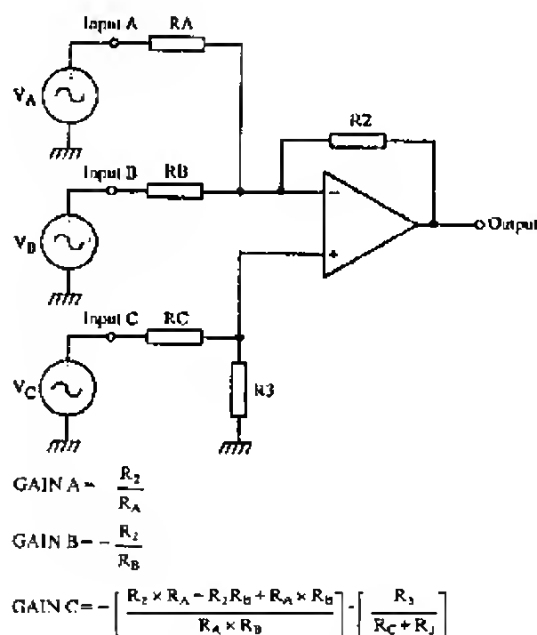 Input A
RA
VA
R2
Input B
RB
VB
Output
Input C
RC
VC
R3
GAIN A = - R2 / RA
GAIN B = - R2 / RB
GAIN C = - [ R2 × RA - R2RB + RA × RB / RA × RB ] - [ R3 / RC + R3 ]